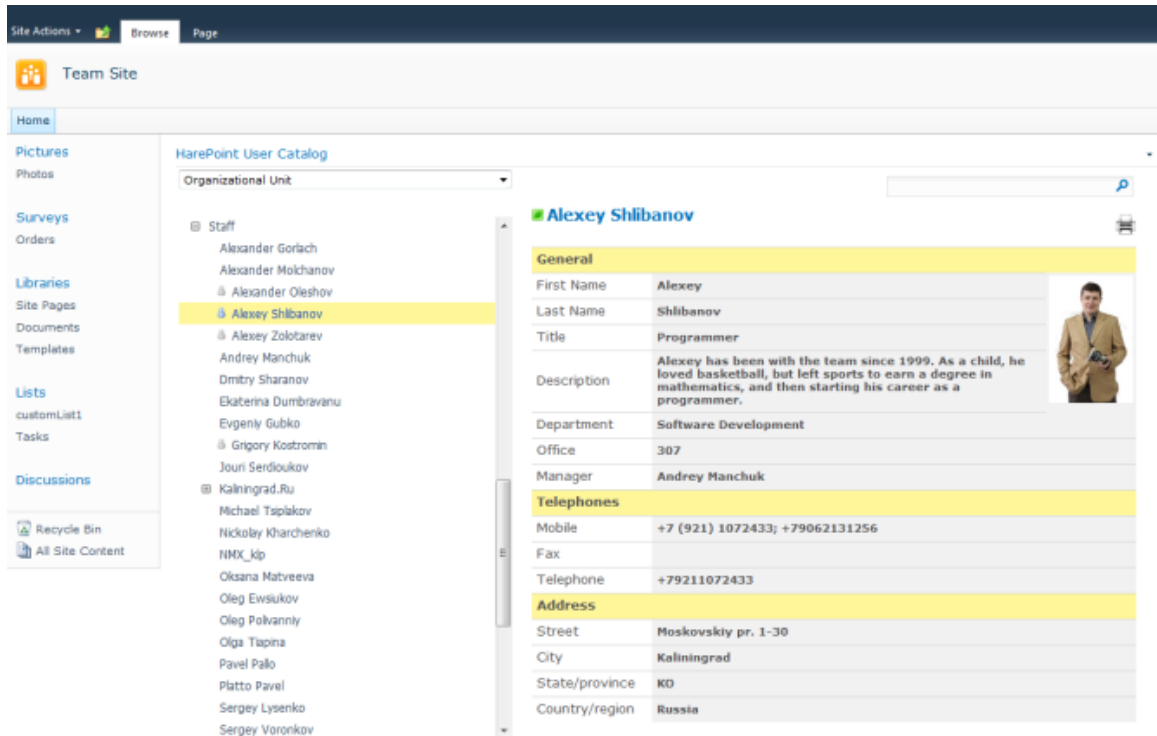 Site Actions
Browse
Page
Team Site
Home
Pictures
Photos
Surveys
Orders
Libraries
Site Pages
Documents
Templates
Lists
customList1
Tasks
Discussions
Recycle Bin
All Site Content
HarePoint User Catalog
Organizational Unit
Staff
Alexander Gorlach
Alexander Molchanov
Alexander Oleshov
Alexey Shlibanov
Alexey Zolotarev
Andrey Manchuk
Dmitry Sharanov
Ekaterina Dumbravanu
Evgeniy Gubko
Grigory Kostromin
Jouri Serdioukov
Kaliningrad.Ru
Michael Tsiplakov
Nickolay Kharchenko
NMX_klp
Oksana Matveeva
Oleg Ewsiukov
Oleg Polvanniy
Olga Tiapina
Pavel Pallo
Platto Pavel
Sergey Lysenko
Sergey Voronkov
Alexey Shlibanov
General
First Name Alexey
Last Name Shlibanov
Title Programmer
Description Alexey has been with the team since 1999. As a child, he
loved basketball, but left sports to earn a degree in
mathematics, and then starting his career as a
programmer.
Department Software Development
Office 307
Manager Andrey Manchuk
Telephones
Mobile +7 (921) 1072433; +79062131256
Fax
Telephone +79211072433
Address
Street Moskovskiy pr. 1-30
City Kaliningrad
State/province KO
Country/region Russia